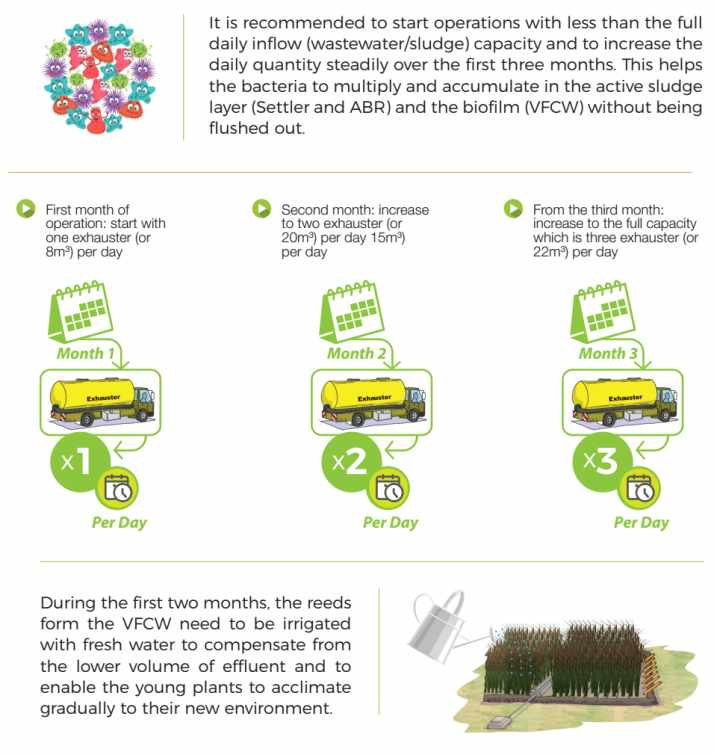 It is recommended to start operations with less than the full
daily inflow (wastewater/sludge) capacity and to increase the
daily quantity steadily over the first three months. This helps
the bacteria to multiply and accumulate in the active sludge
layer (Settler and ABR) and the biofilm (VFCW) without being
flushed out.
First month of
operation: start with
one exhauster (or
8m³) per day
Second month: increase
to two exhauster (or
20m³) per day 15m³)
per day
From the third month:
increase to the full capacity
which is three exhauster (or
22m³) per day
Month 1
Exhauster
x1
Per Day
Month 2
Exhauster
x2
Per Day
Month 3
Exhauster
x3
Per Day
During the first two months, the reeds
form the VFCW need to be irrigated
with fresh water to compensate from
the lower volume of effluent and to
enable the young plants to acclimate
gradually to their new environment.